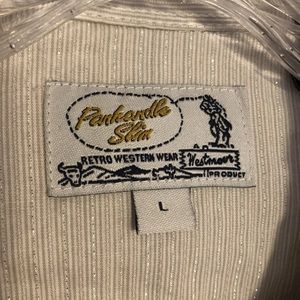 Panhandle
Slim
RETRO WESTERN WEAR
Westmoor
PRODUCT
L